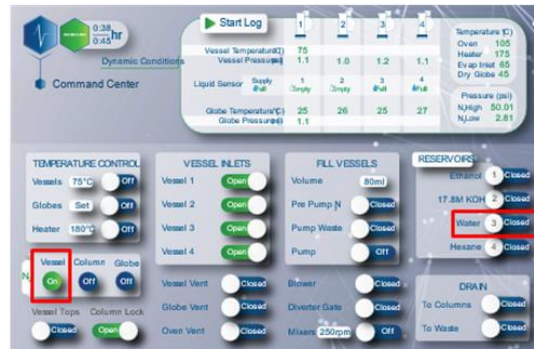 0:38
0:45 hr
Dynamic Conditions
Command Center
Start Log 1 2 3 4
Vessel Temperature(°C) 75
Vessel Pressure(psi) 1.1 1.0 1.2 1.1
Liquid Sensor Supply 1 2 3 4
Full Empty Empty Full Full
Globe Temperature(°C) 25 26 25 27
Globe Pressure(psi) 1.1
Temperature (°C)
Oven 105
Heater 175
Evap Inlet 65
Dry Globe 45
Pressure (psi)
N₂High 50.01
N₂Low 2.81
TEMPERATURE CONTROL
Vessels 75°C Off
Globes Set Off
Heater 180°C Off
Vessel Column Globe
N₂ On Off Off
Vessel Tops Column Lock
Closed Open
VESSEL INLETS
Vessel 1 Open
Vessel 2 Open
Vessel 3 Open
Vessel 4 Open
Vessel Vent Closed
Globe Vent Closed
Oven Vent Closed
FILL VESSELS
Volume 80ml
Pre Pump N Closed
Pump Waste Closed
Pump Off
Blower Closed
Diverter Gate Closed
Mixers 250rpm Off
RESERVOIRS
Ethanol 1 Closed
17.8M KOH 2 Closed
Water 3 Closed
Hexane 4 Closed
DRAIN
To Columns Closed
To Waste Closed